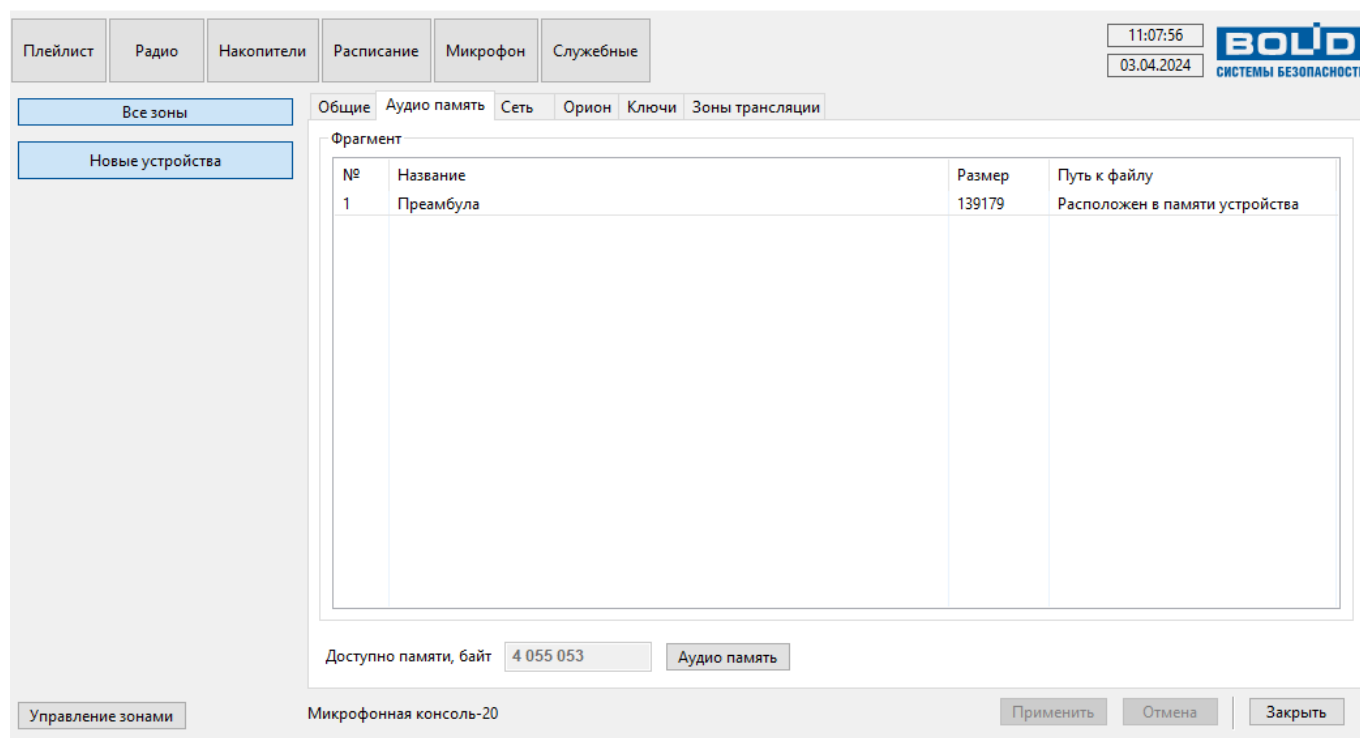 Плейлист Радио Накопители Расписание Микрофон Служебные
11:07:56
03.04.2024
BOLID
СИСТЕМЫ БЕЗОПАСНОСТИ
Все зоны
Новые устройства
Общие Аудио память Сеть Орион Ключи Зоны трансляции
Фрагмент
№ Название Размер Путь к файлу
1 Преамбула 139179 Расположен в памяти устройства
Доступно памяти, байт 4 055 053 Аудио память
Управление зонами Микрофонная консоль-20 Применить Отмена Закрыть